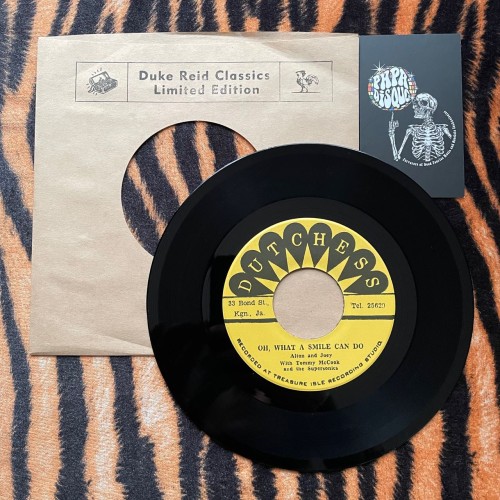 Duke Reid Classics
Limited Edition
PAPA
DISQUE
DUTCHESS
33 Bond St.,
Kgn., Ja.
Tel. 25620
OH, WHAT A SMILE CAN DO
Alton and Joey
With Tommy McCook
and the Supersonics
RECORDED AT TREASURE ISLE RECORDING STUDIO.